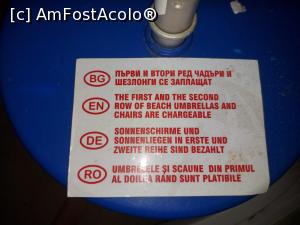 [c] AmFostAcolo®
BG ПЪРВИ И ВТОРИ РЕД ЧАДЪРИ И
ШЕЗЛОНГИ СЕ ЗАПЛАЩАТ
EN THE FIRST AND THE SECOND
ROW OF BEACH UMBRELLAS AND
CHAIRS ARE CHARGEABLE
DE SONNENSCHIRME UND
SONNENLIEGEN IN ERSTE UND
ZWEITE REIHE SIND BEZAHLT
RO UMBRELELE ȘI SCAUNE DIN PRIMUL
AL DOILEA RÂND SUNT PLATIBILE